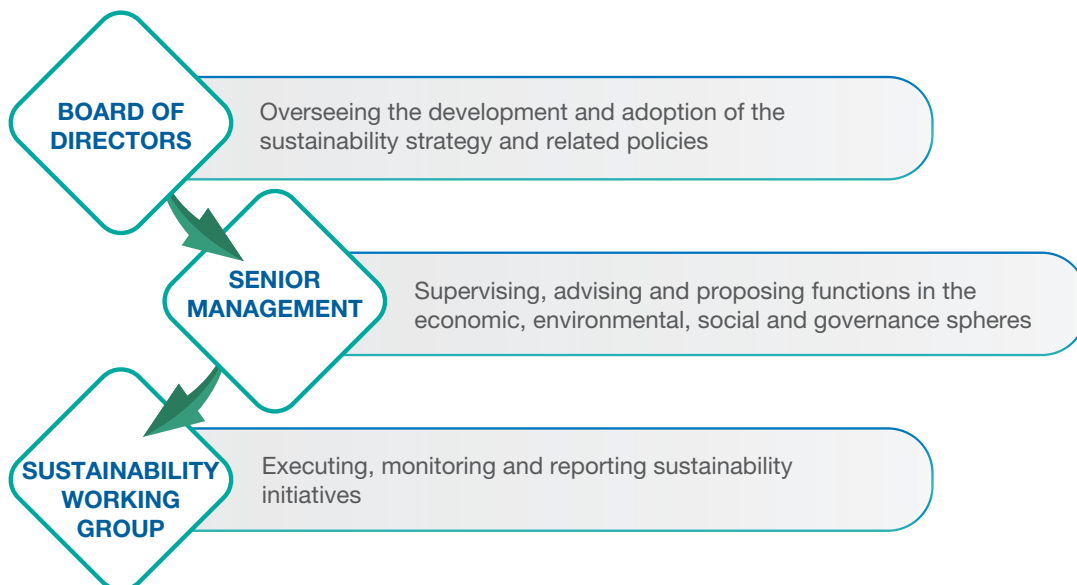 BOARD OF
DIRECTORS
Overseeing the development and adoption of the
sustainability strategy and related policies
SENIOR
MANAGEMENT
Supervising, advising and proposing functions in the
economic, environmental, social and governance spheres
SUSTAINABILITY
WORKING
GROUP
Executing, monitoring and reporting sustainability
initiatives